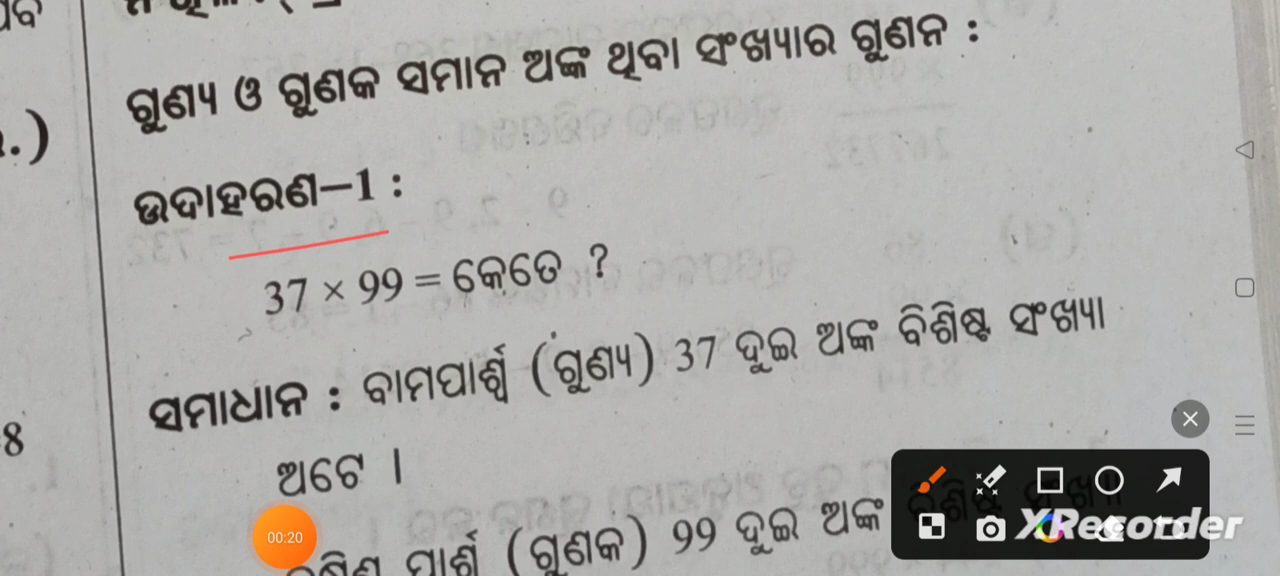 ଗୁଣ୍ୟ ଓ ଗୁଣକ ସମାନ ଅଙ୍କ ଥିବା ସଂଖ୍ୟାର ଗୁଣନ :
.)
ଉଦାହରଣ–1 :
37 × 99 = କେତେ ?
ସମାଧାନ : ବାମପାର୍ଶ୍ୱ (ଗୁଣ୍ୟ) 37 ଦୁଇ ଅଙ୍କ ବିଶିଷ୍ଟ ସଂଖ୍ୟା
8
ଅଟେ ।
ପାର୍ଶ୍ୱ (ଗୁଣକ) 99 ଦୁଇ ଅଙ୍କ
00:20
XRecorder